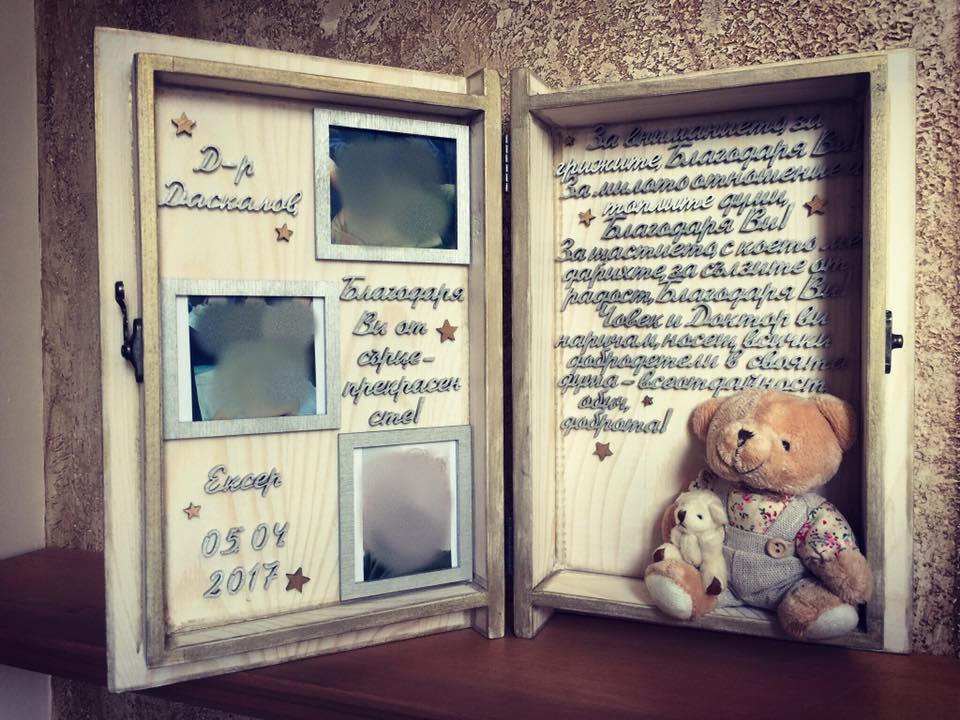 Д-р
Даскалов,
Благодаря
Ви от
сърце-
прекрасен
сте!
Ексер
05.04
2017
За вниманието, за
грижите, Благодаря Ви!
За милото отношение и
топлите думи,
Благодаря Ви!
За щастието, с което ме
дарихте, за сълзите от
радост, Благодаря Ви!
Човек и Доктор ви
наричам, носещ всички
добродетели в своята
душа - всеотдайност
обич,
доброта!